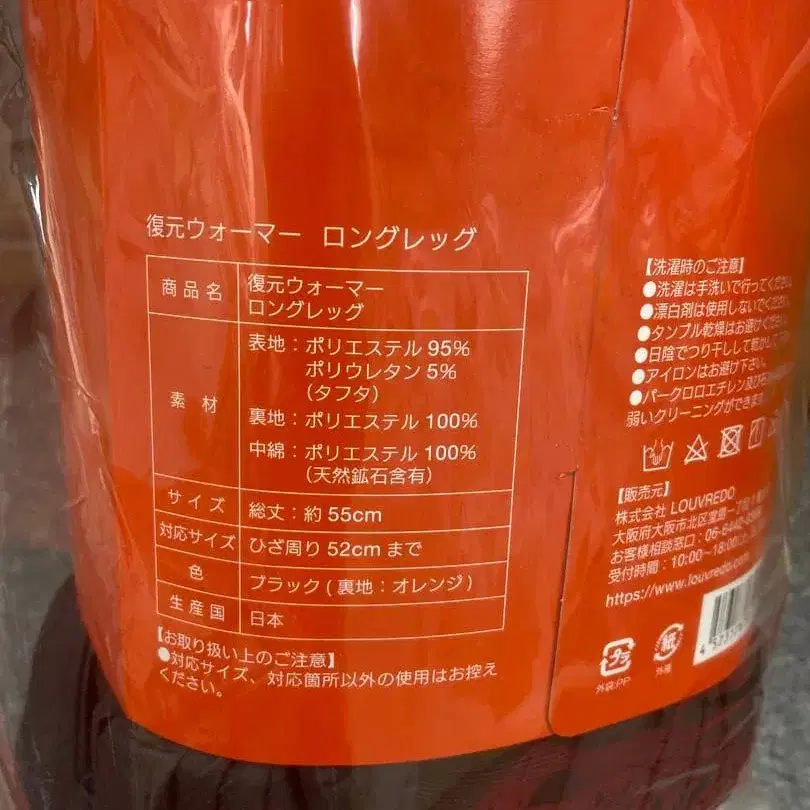 復元ウォーマー ロングレッグ
商品名 復元ウォーマー
ロングレッグ
素材 表地：ポリエステル 95%
ポリウレタン 5%
（タフタ）
裏地：ポリエステル 100%
中綿：ポリエステル 100%
（天然鉱石含有）
サイズ 総丈：約 55cm
対応サイズ ひざ周り 52cm まで
色 ブラック ( 裏地：オレンジ )
生産国 日本
【お取り扱い上のご注意】
●対応サイズ、対応箇所以外の使用はお控え
ください。
【洗濯時のご注意】
●洗濯は手洗いで行ってください
●漂白剤は使用しないでください
●タンブル乾燥はお避けください
●日陰でつり干しして
●アイロンはお避け下さい。
●パークロロエチレン及び
弱いクリーニングができます
【販売元】
株式会社 LOUVREDO
大阪府大阪市北区堂島
お客様相談窓口：06-6442
受付時間：10:00〜18:00
https://www.louvredo.com
プラ
外袋:PP
紙
外箱